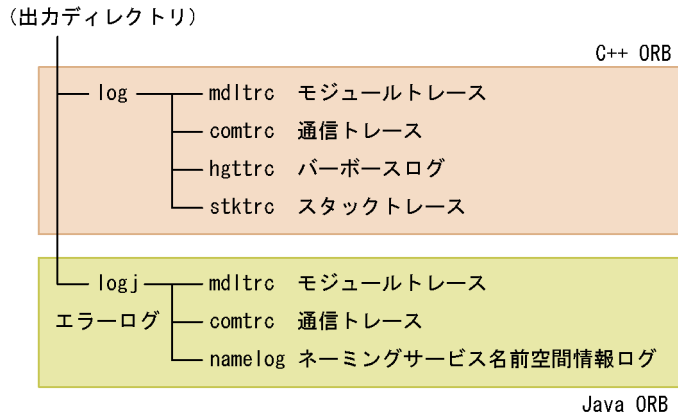 (出力ディレクトリ)
C++ ORB
log mdltrc モジュールトレース
comtrc 通信トレース
hgttrc バーボースログ
stktrc スタックトレース
logj mdltrc モジュールトレース
エラーログ comtrc 通信トレース
namelog ネーミングサービス名前空間情報ログ
Java ORB